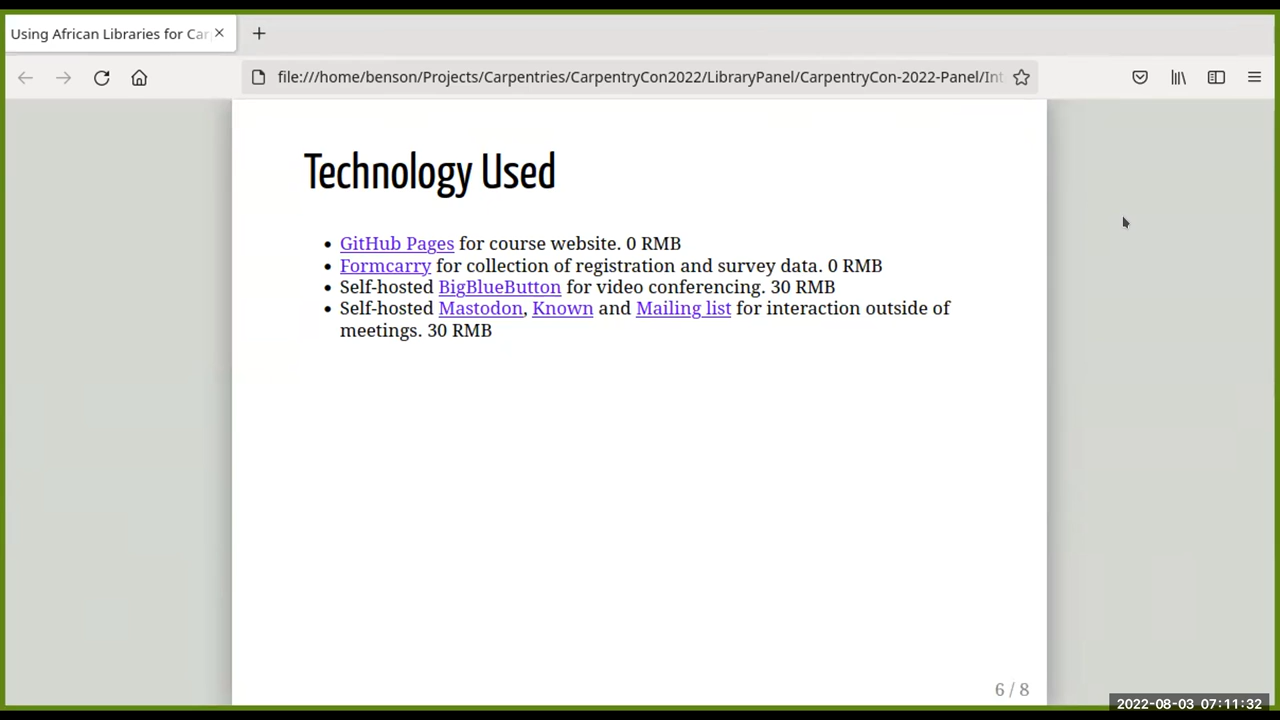 Using African Libraries for Car
file:///home/benson/Projects/Carpentries/CarpentryCon2022/LibraryPanel/CarpentryCon-2022-Panel/Int
Technology Used
• GitHub Pages for course website. 0 RMB
• Formcarry for collection of registration and survey data. 0 RMB
• Self-hosted BigBlueButton for video conferencing. 30 RMB
• Self-hosted Mastodon, Known and Mailing list for interaction outside of
meetings. 30 RMB
6 / 8
2022-08-03 07:11:32